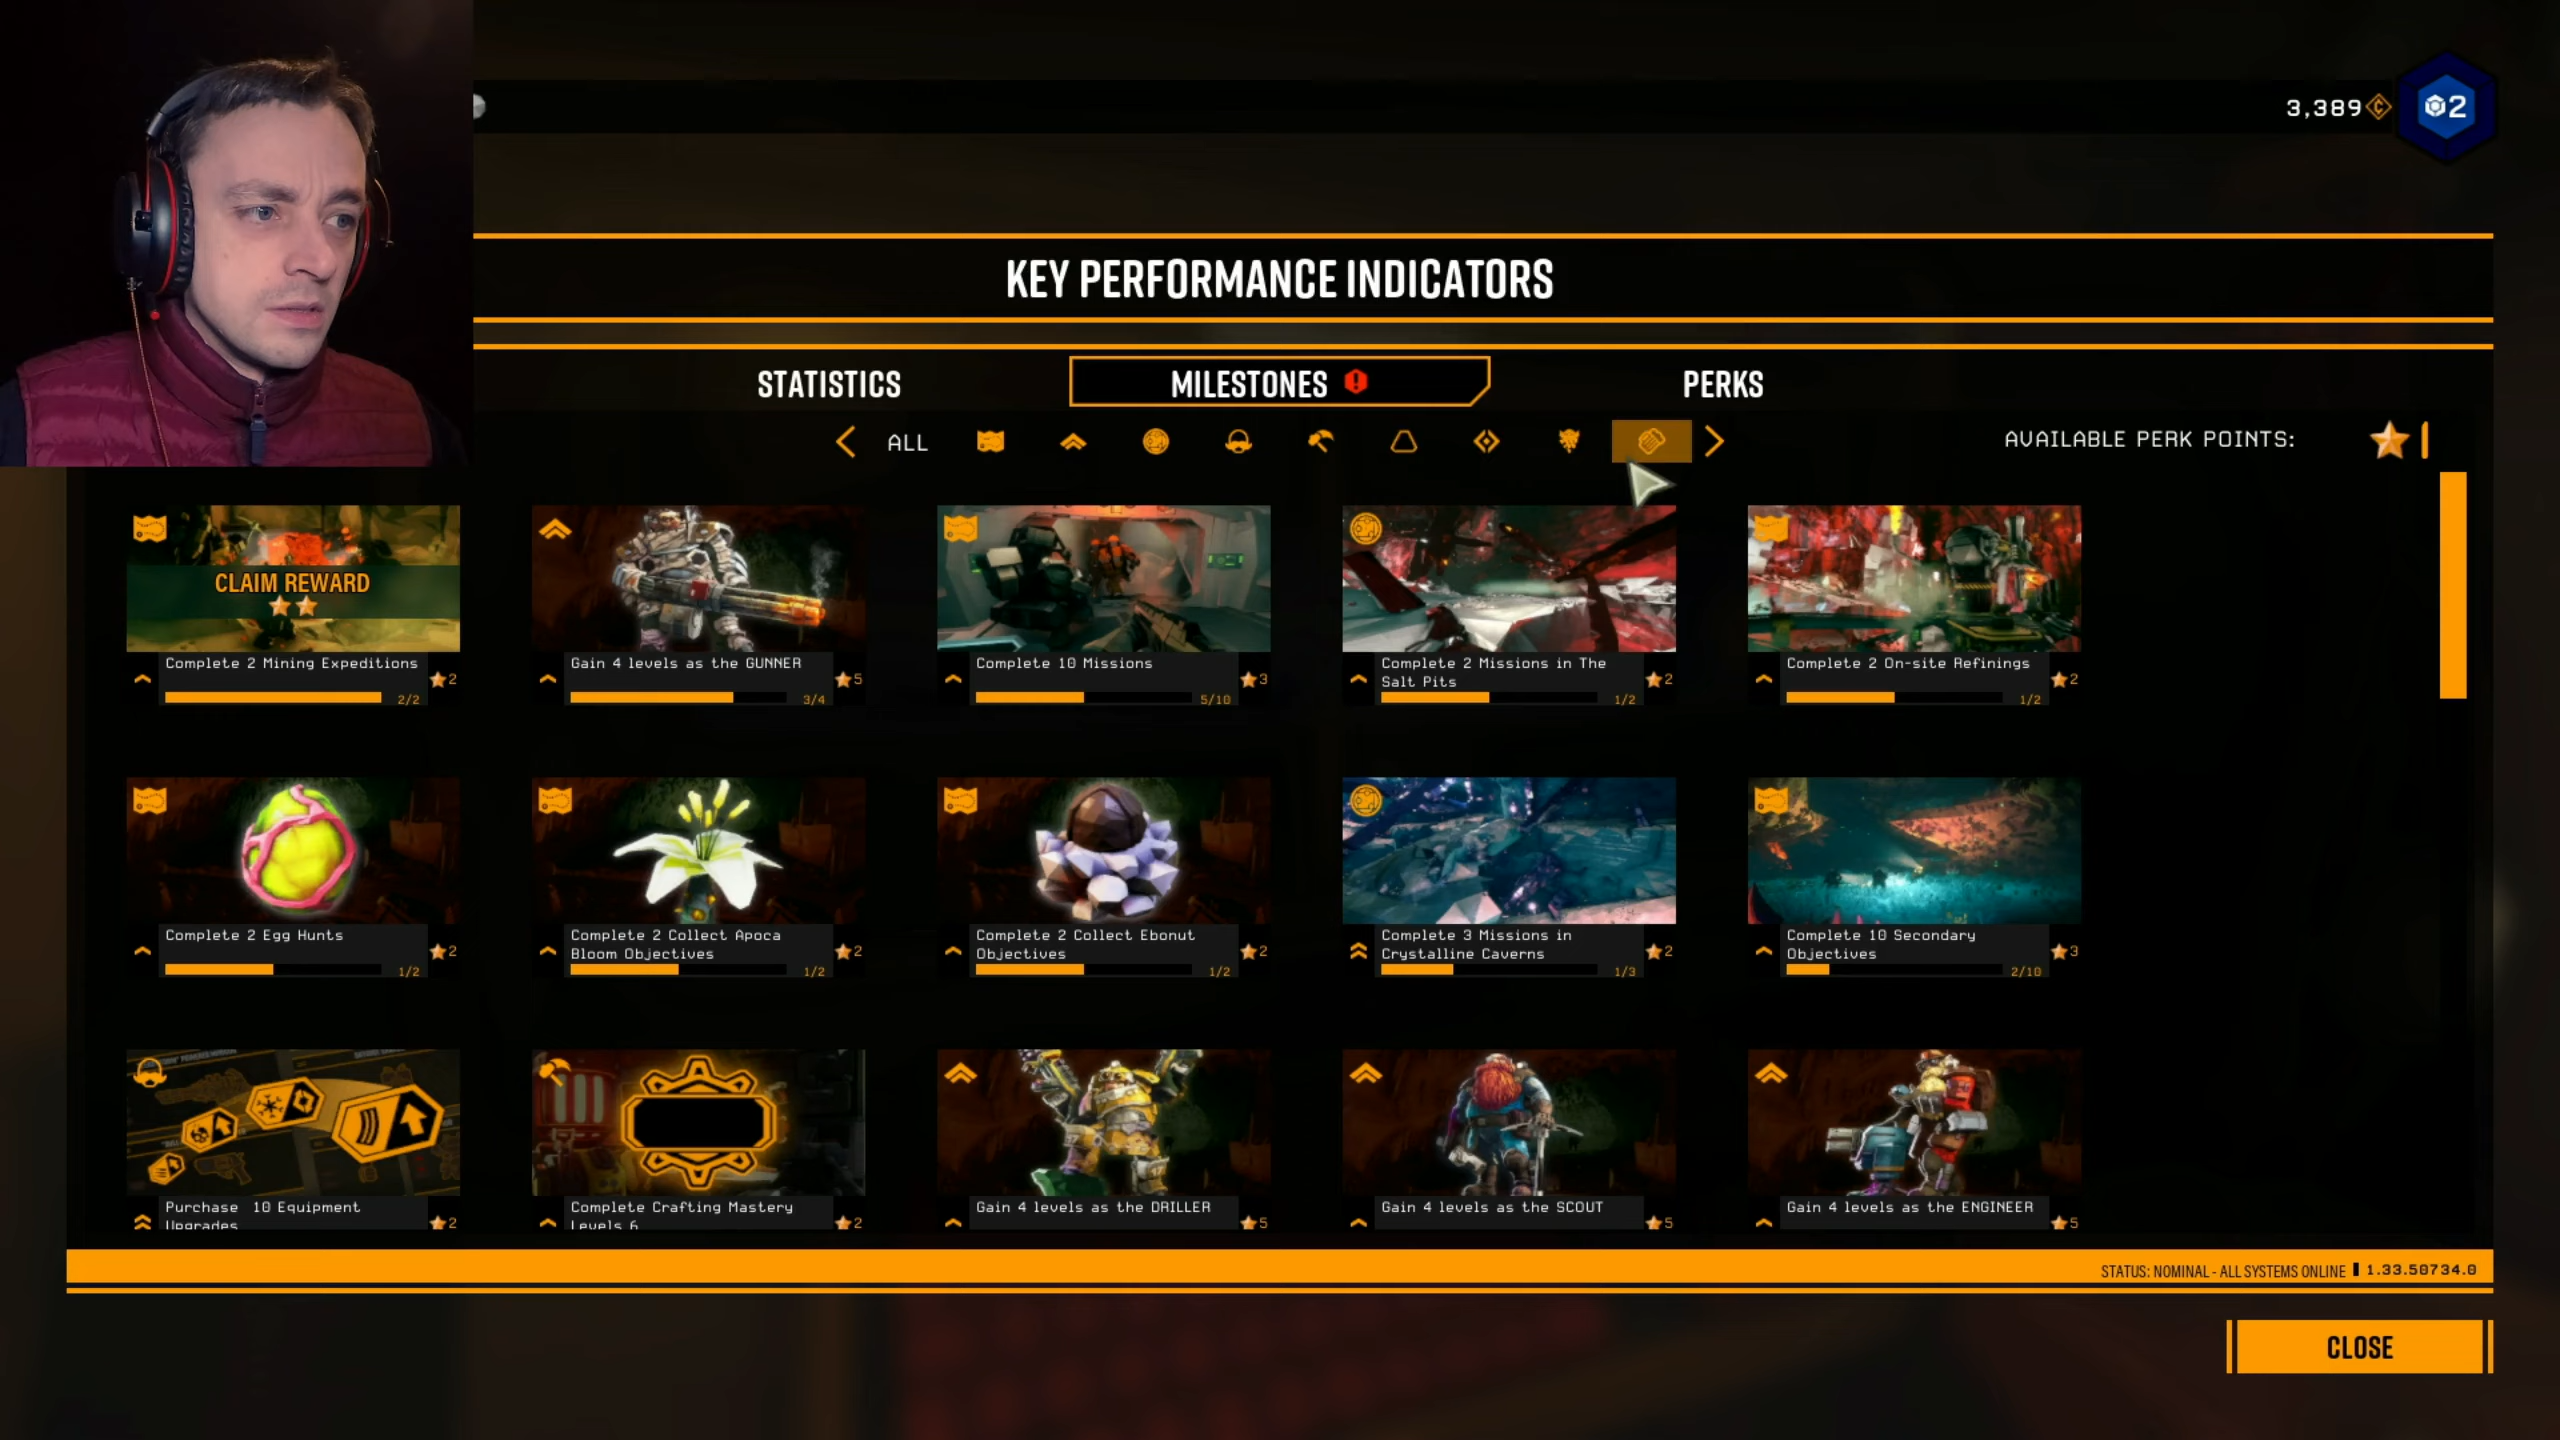 3,389
2
KEY PERFORMANCE INDICATORS
STATISTICS
MILESTONES
PERKS
ALL
AVAILABLE PERK POINTS:
1
CLAIM REWARD
Complete 2 Mining Expeditions
2
2/2
Gain 4 levels as the GUNNER
5
3/4
Complete 10 Missions
3
5/10
Complete 2 Missions in The
Salt Pits
2
1/2
Complete 2 On-site Refinings
2
1/2
Complete 2 Egg Hunts
2
1/2
Complete 2 Collect Apoca
Bloom Objectives
2
1/2
Complete 2 Collect Ebonut
Objectives
2
1/2
Complete 3 Missions in
Crystalline Caverns
2
1/3
Complete 10 Secondary
Objectives
3
2/10
Purchase 10 Equipment
Upgrades
2
Complete Crafting Mastery
Levels 6
2
Gain 4 levels as the DRILLER
5
Gain 4 levels as the SCOUT
5
Gain 4 levels as the ENGINEER
5
STATUS: NOMINAL - ALL SYSTEMS ONLINE 1.33.50734.0
CLOSE